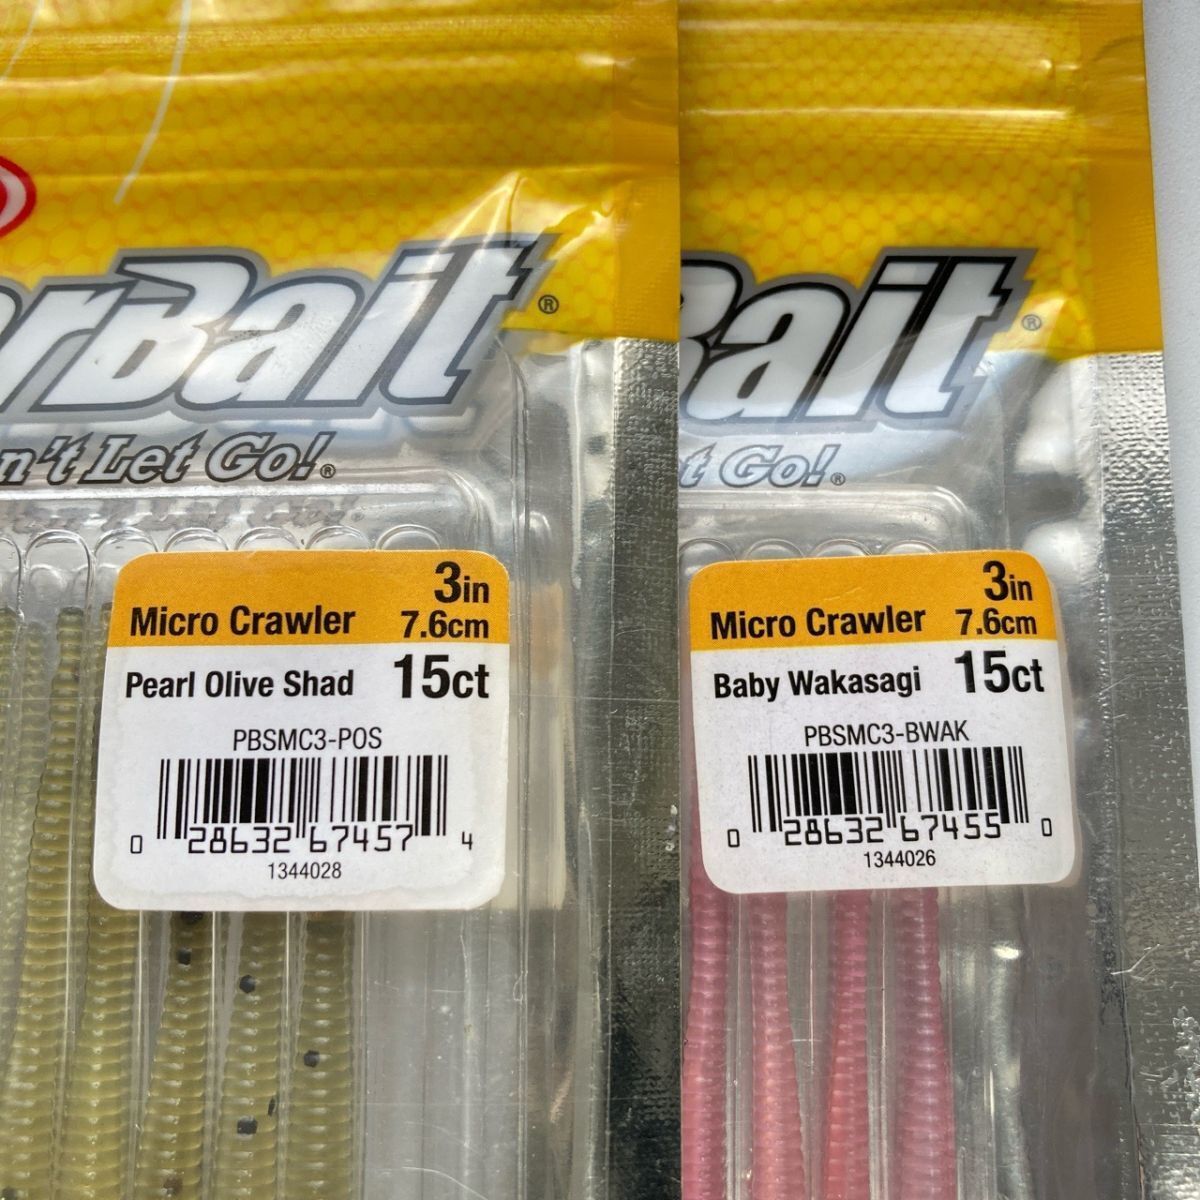 rBait®
n't Let Go!®
Micro Crawler 3in
7.6cm
Pearl Olive Shad 15ct
PBSMC3-POS
0 28632 67457 4
1344028
Bait®
t Go!®
Micro Crawler 3in
7.6cm
Baby Wakasagi 15ct
PBSMC3-BWAK
0 28632 67455 0
1344026